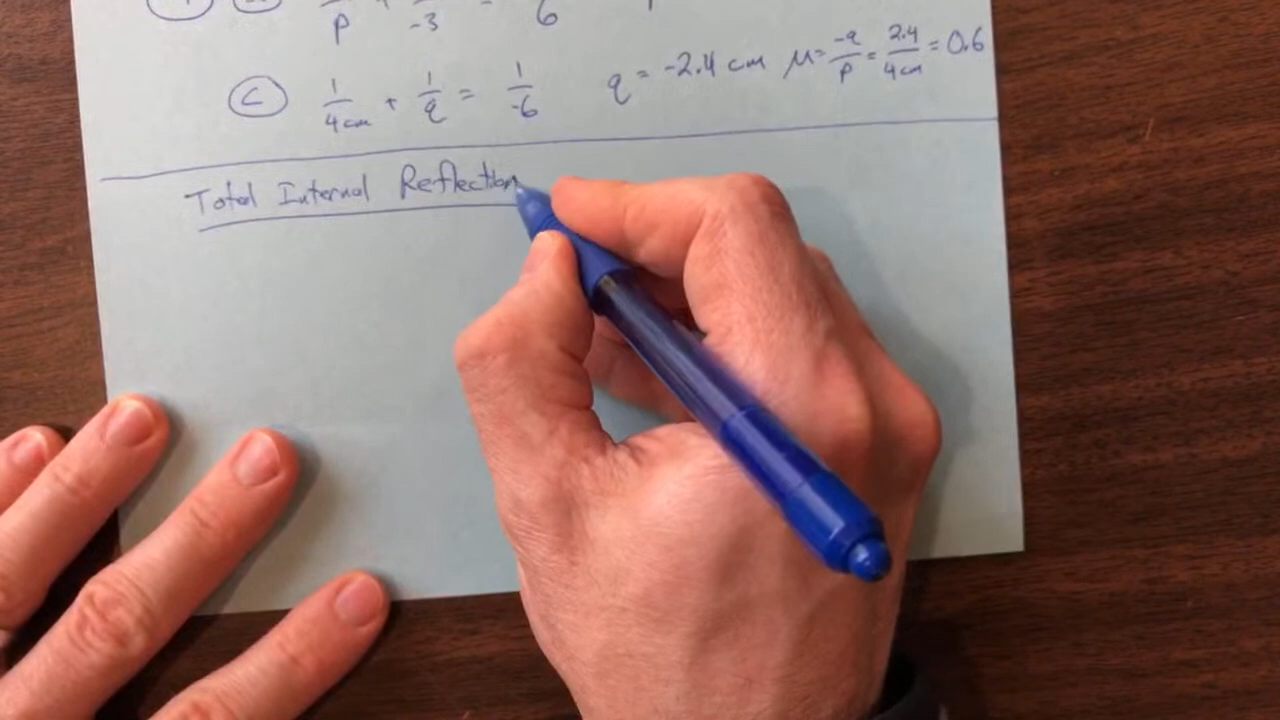 P -3 6
C 1/4cm + 1/q = 1/-6 q = -2.4 cm M = -q/P = 2.4/4cm = 0.6
Total Internal Reflection